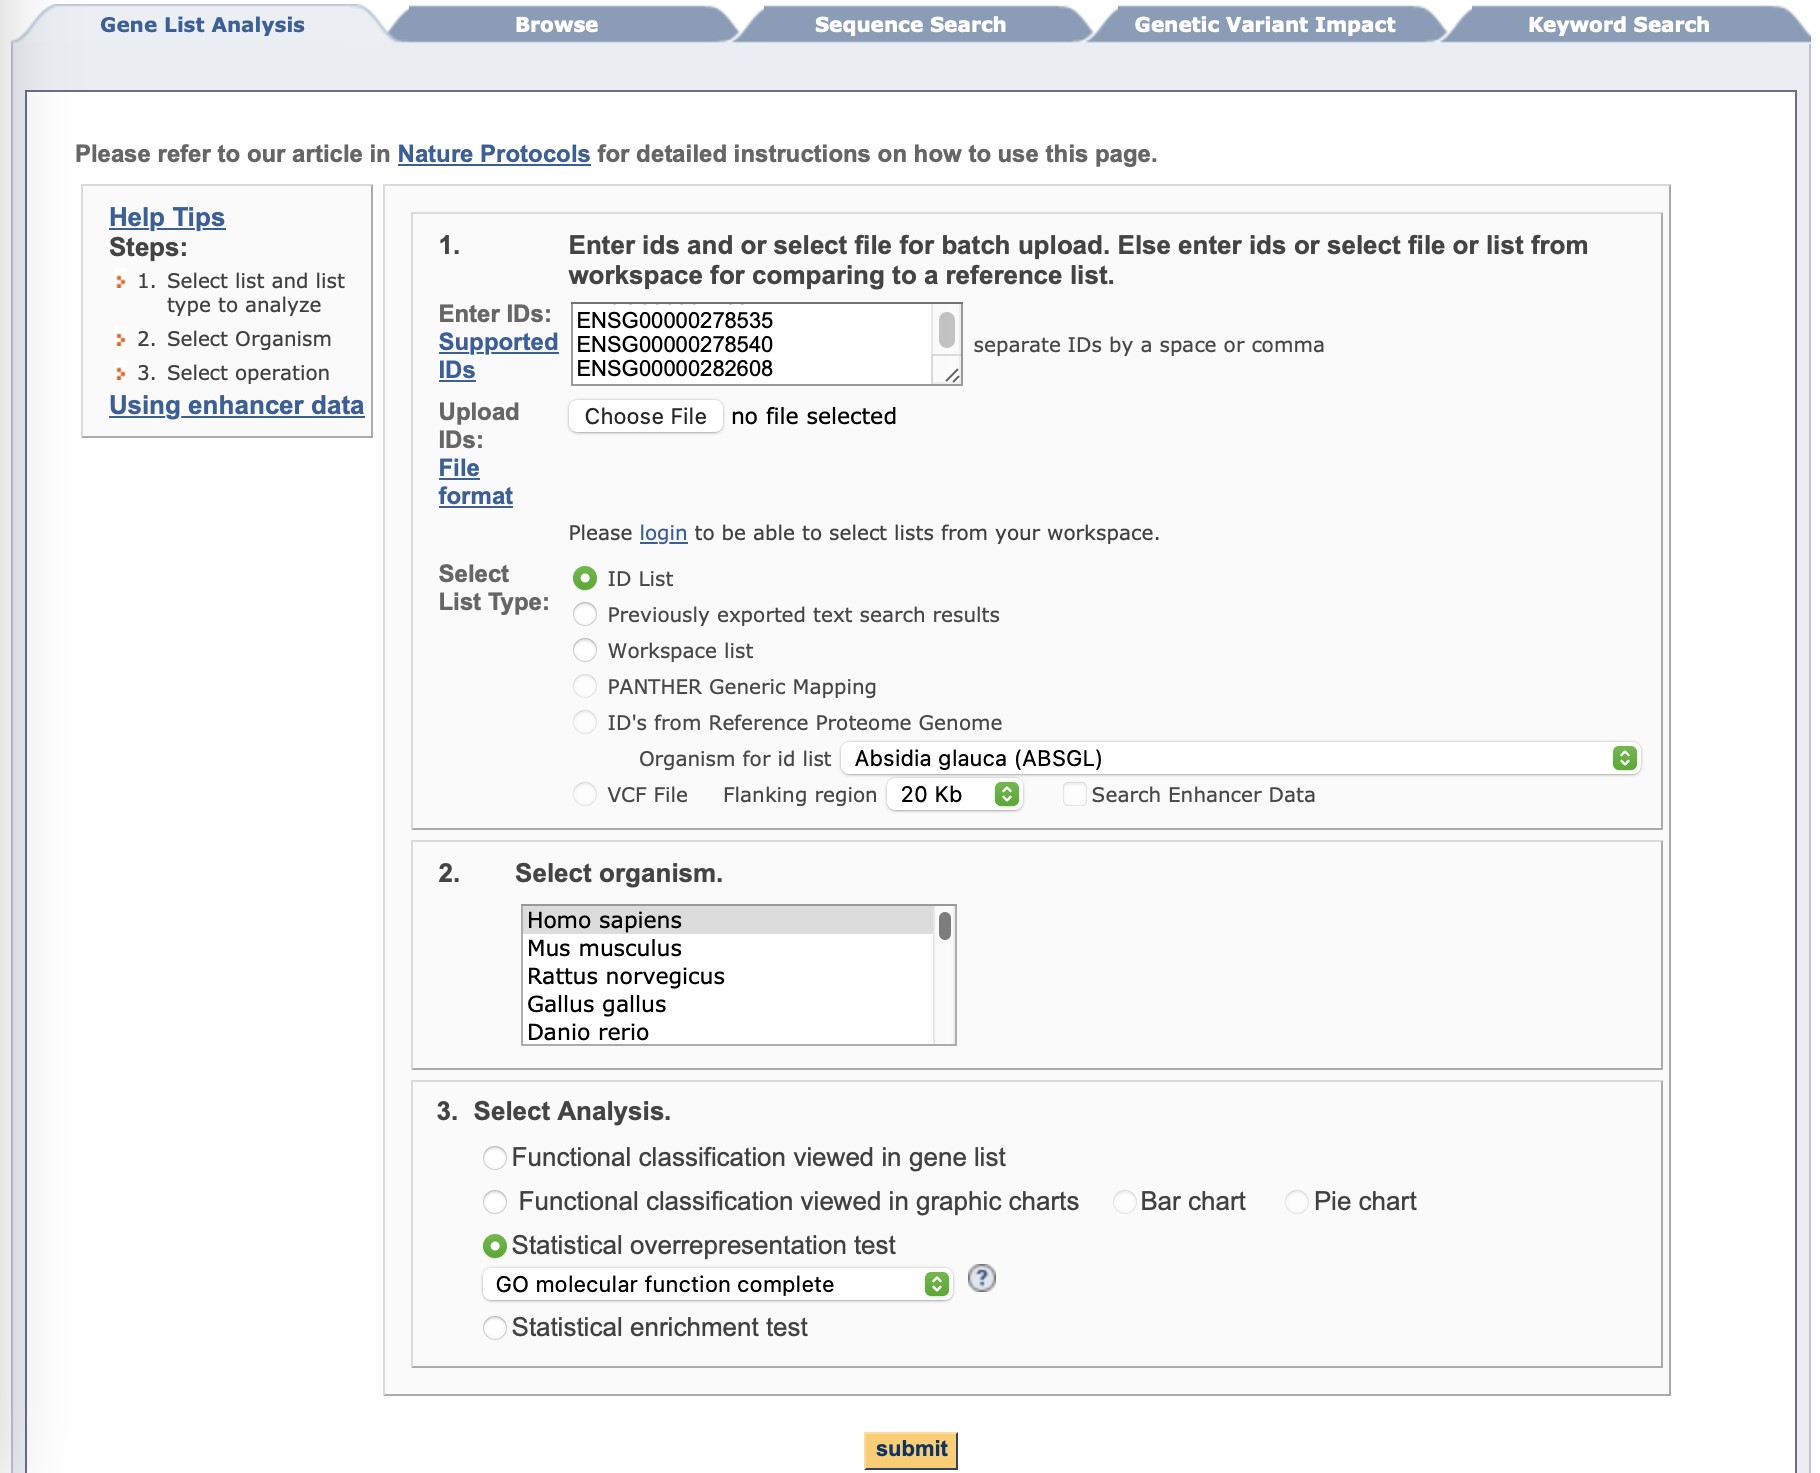 Gene List Analysis
Browse
Sequence Search
Genetic Variant Impact
Keyword Search
Please refer to our article in Nature Protocols for detailed instructions on how to use this page.
Help Tips
Steps:
1. Select list and list
type to analyze
2. Select Organism
3. Select operation
Using enhancer data
1. Enter ids and or select file for batch upload. Else enter ids or select file or list from
workspace for comparing to a reference list.
Enter IDs:
Supported
IDs
ENSG00000278535
ENSG00000278540
ENSG00000282608
separate IDs by a space or comma
Upload
IDs:
File
format
Choose File no file selected
Please login to be able to select lists from your workspace.
Select
List Type:
ID List
Previously exported text search results
Workspace list
PANTHER Generic Mapping
ID's from Reference Proteome Genome
Organism for id list Absidia glauca (ABSGL)
VCF File Flanking region 20 Kb Search Enhancer Data
2. Select organism.
Homo sapiens
Mus musculus
Rattus norvegicus
Gallus gallus
Danio rerio
3. Select Analysis.
Functional classification viewed in gene list
Functional classification viewed in graphic charts Bar chart Pie chart
Statistical overrepresentation test
GO molecular function complete ?
Statistical enrichment test
submit